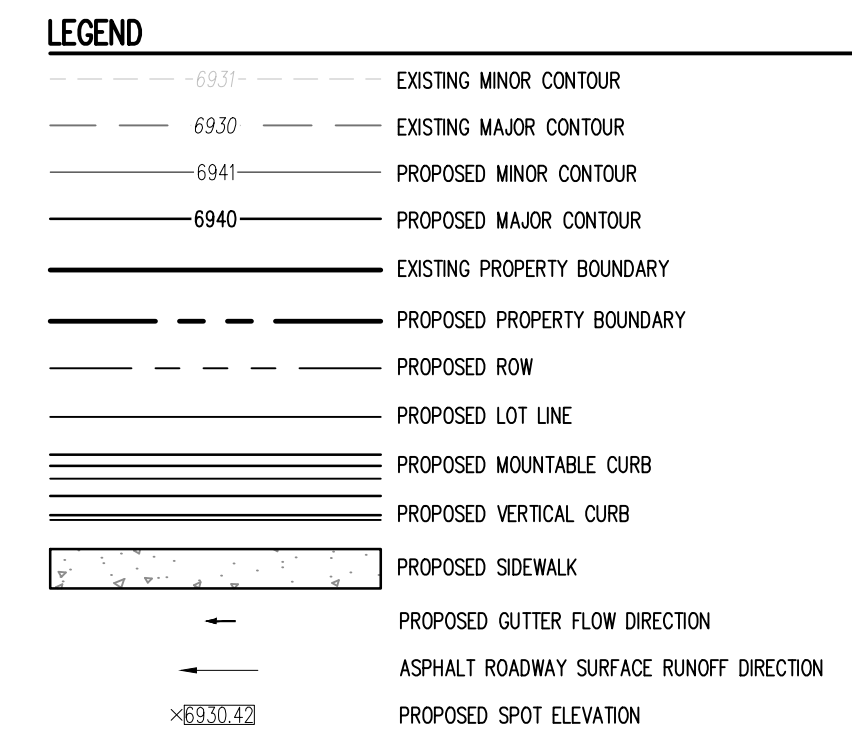 LEGEND
6931 EXISTING MINOR CONTOUR
6930 EXISTING MAJOR CONTOUR
6941 PROPOSED MINOR CONTOUR
6940 PROPOSED MAJOR CONTOUR
EXISTING PROPERTY BOUNDARY
PROPOSED PROPERTY BOUNDARY
PROPOSED ROW
PROPOSED LOT LINE
PROPOSED MOUNTABLE CURB
PROPOSED VERTICAL CURB
PROPOSED SIDEWALK
PROPOSED GUTTER FLOW DIRECTION
ASPHALT ROADWAY SURFACE RUNOFF DIRECTION
×6930.42 PROPOSED SPOT ELEVATION